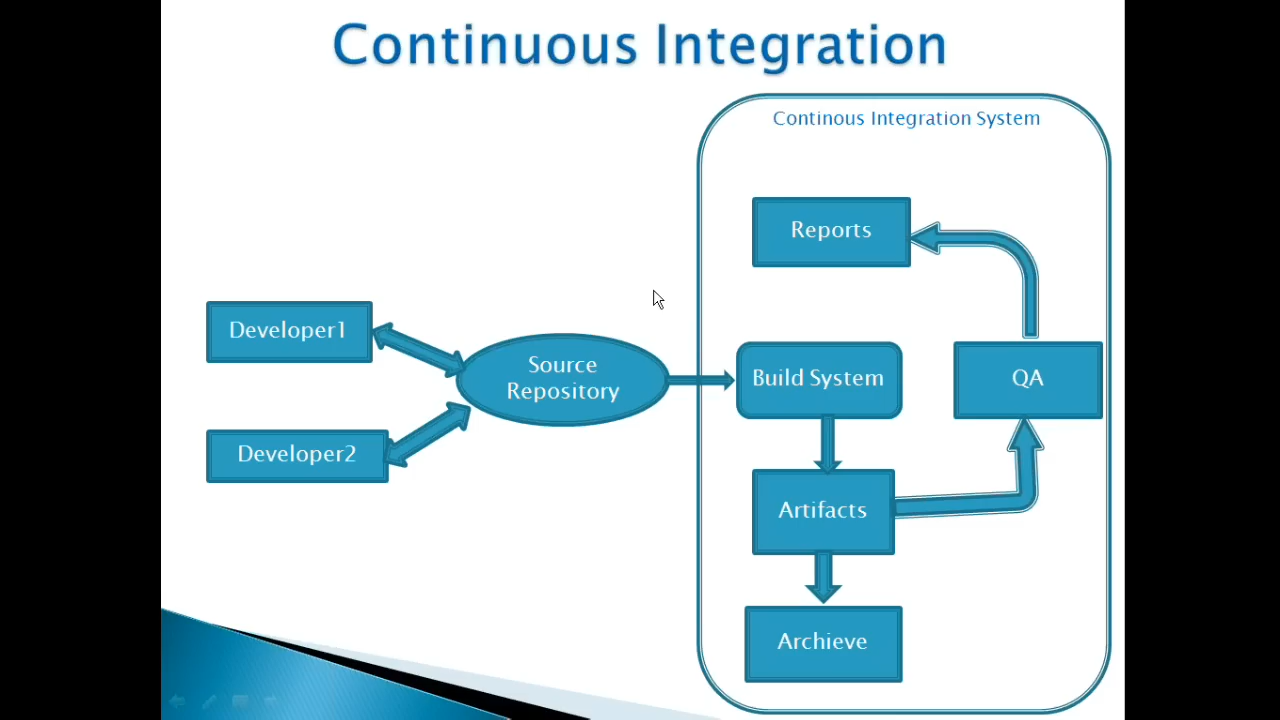 Continuous Integration
Continous Integration System
Reports
Developer1
Source
Repository
Build System
QA
Developer2
Artifacts
Archieve